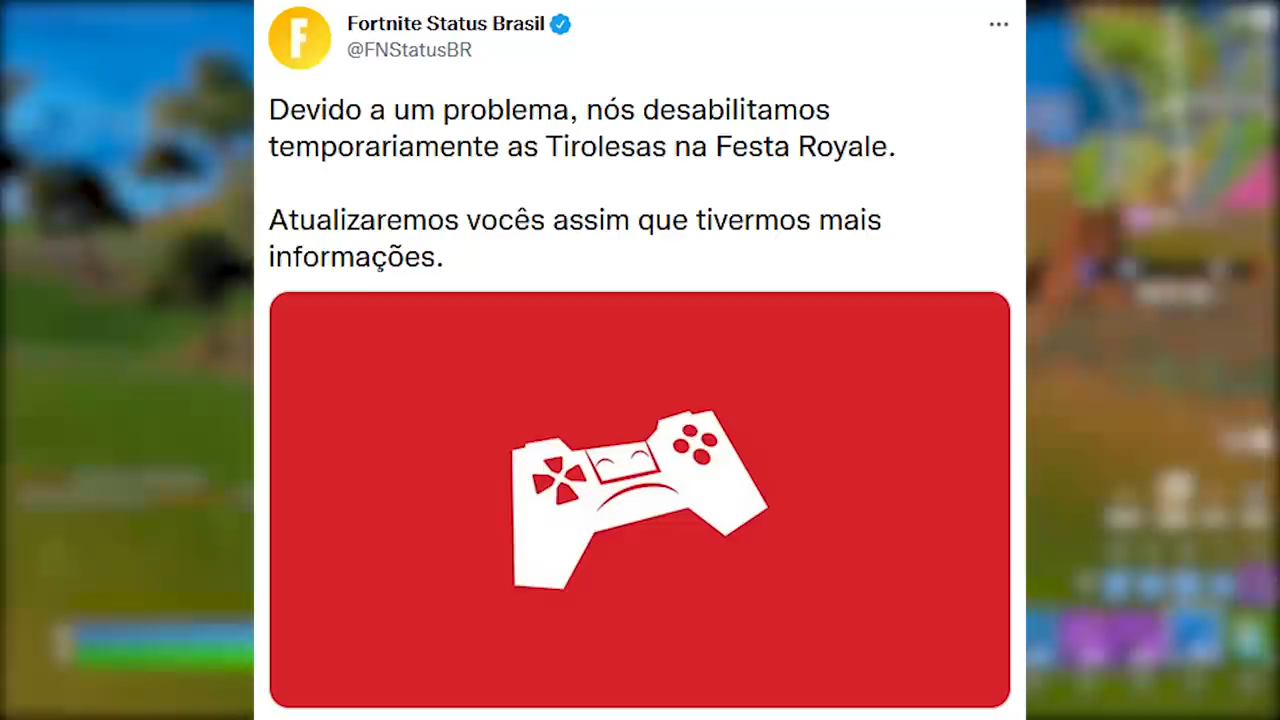 Fortnite Status Brasil
@FNStatusBR
Devido a um problema, nós desabilitamos
temporariamente as Tirolesas na Festa Royale.
Atualizaremos vocês assim que tivermos mais
informações.